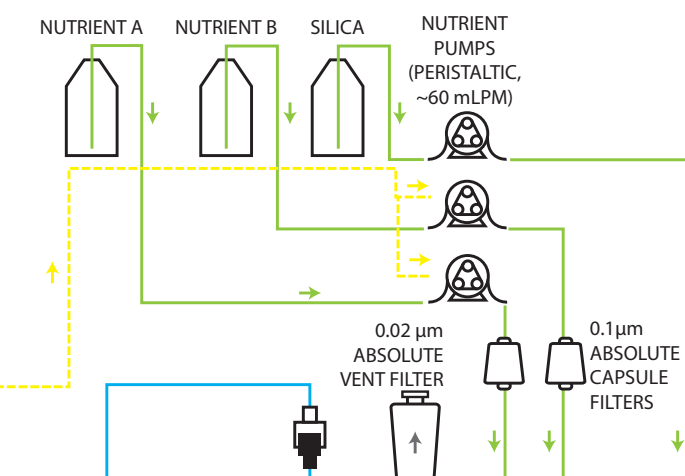 NUTRIENT A
NUTRIENT B
SILICA
NUTRIENT
PUMPS
(PERISTALTIC,
~60 mLPM)
0.02 µm
ABSOLUTE
VENT FILTER
0.1µm
ABSOLUTE
CAPSULE
FILTERS